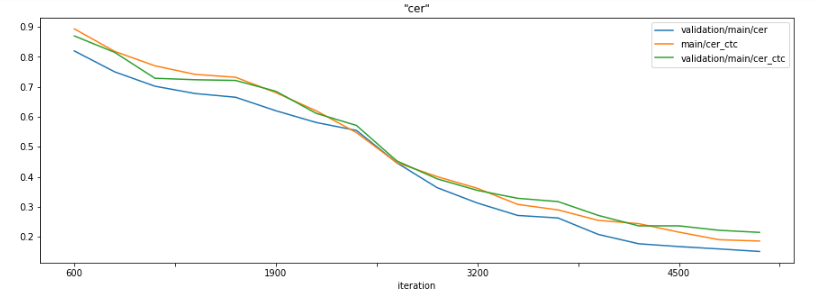 "cer"
validation/main/cer
main/cer_ctc
validation/main/cer_ctc
0.9
0.8
0.7
0.6
0.5
0.4
0.3
0.2
600 1900 3200 4500
iteration